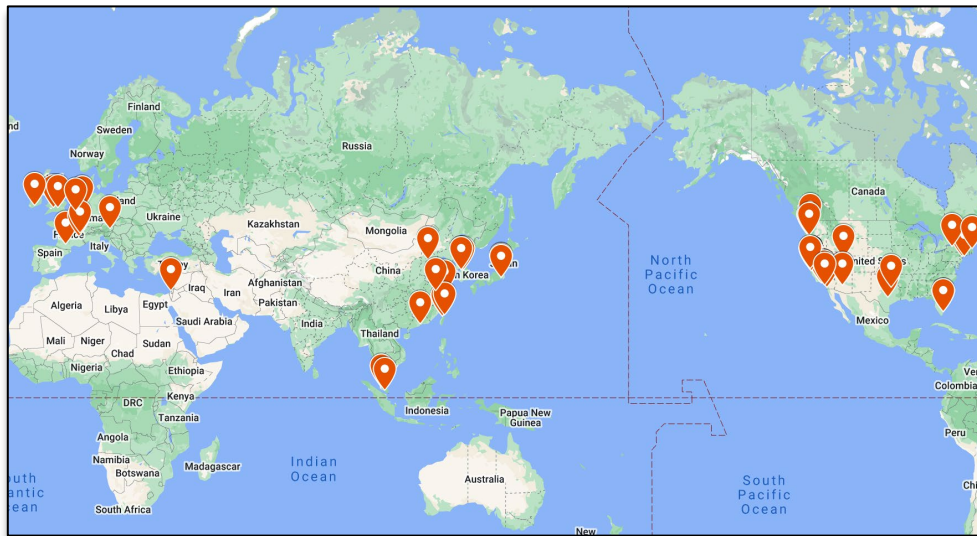 Finland
Sweden
Norway
Russia
Canada
Ukraine
Kazakhstan
Mongolia
Spain
Italy
North
Pacific
Ocean
China
Afghanistan
Iraq
Iran
Pakistan
Algeria
Libya
Egypt
Saudi Arabia
India
Mexico
Mali
Niger
Sudan
Chad
Thailand
Nigeria
Ethiopia
Kenya
DRC
Tanzania
Indonesia
Papua New
Guinea
Colombia
Peru
Angola
Namibia
Botswana
Madagascar
Indian
Ocean
Australia
South
Pacific
Ocean
South Africa
New